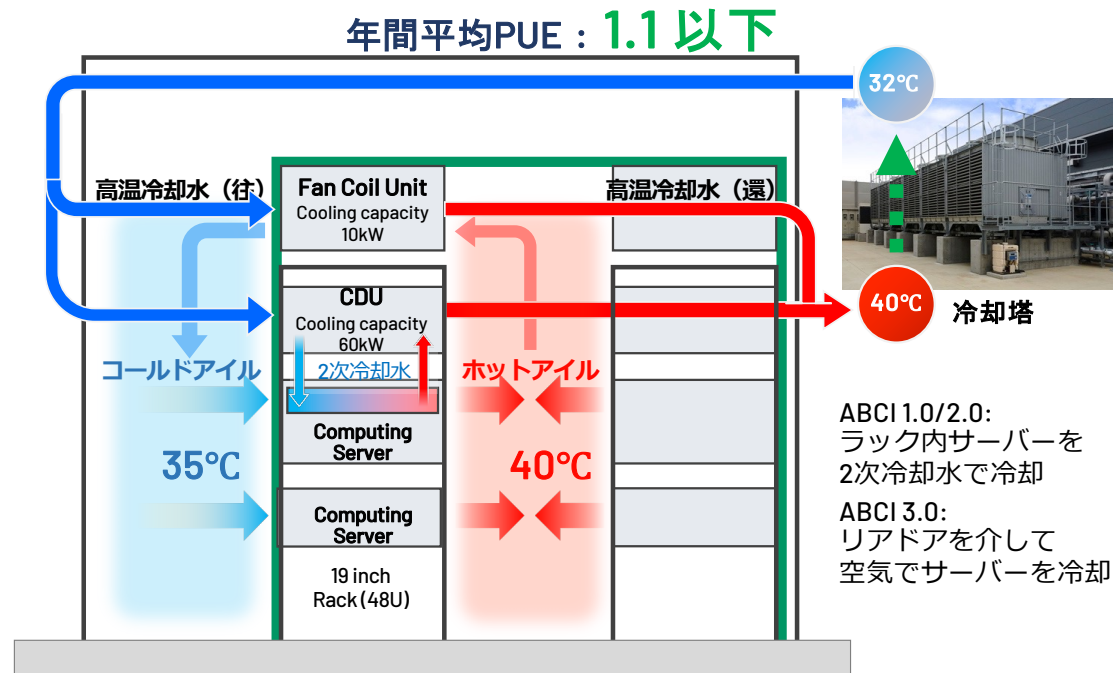 年間平均PUE : 1.1 以下
32℃
高温冷却水（往）
Fan Coil Unit
Cooling capacity
10kW
高温冷却水（還）
CDU
Cooling capacity
60kW
40℃
冷却塔
コールドアイル
2次冷却水
ホットアイル
35℃
Computing
Server
40℃
Computing
Server
19 inch
Rack (48U)
ABCI 1.0/2.0:
ラック内サーバーを
2次冷却水で冷却
ABCI 3.0:
リアドアを介して
空気でサーバーを冷却